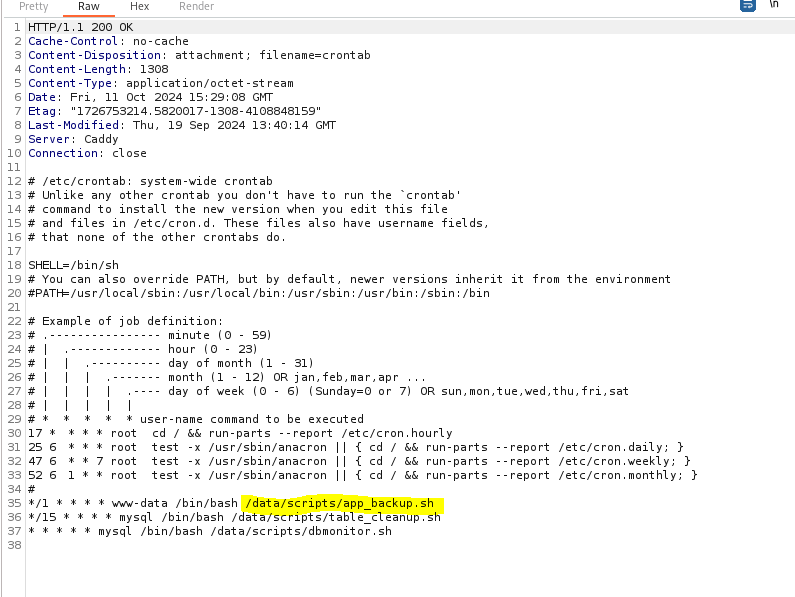 Pretty Raw Hex Render \n
1 HTTP/1.1 200 OK
2 Cache-Control: no-cache
3 Content-Disposition: attachment; filename=crontab
4 Content-Length: 1308
5 Content-Type: application/octet-stream
6 Date: Fri, 11 Oct 2024 15:29:08 GMT
7 Etag: "1726753214.5820017-1308-4108848159"
8 Last-Modified: Thu, 19 Sep 2024 13:40:14 GMT
9 Server: Caddy
10 Connection: close
11
12 # /etc/crontab: system-wide crontab
13 # Unlike any other crontab you don't have to run the `crontab'
14 # command to install the new version when you edit this file
15 # and files in /etc/cron.d. These files also have username fields,
16 # that none of the other crontabs do.
17
18 SHELL=/bin/sh
19 # You can also override PATH, but by default, newer versions inherit it from the environment
20 #PATH=/usr/local/sbin:/usr/local/bin:/usr/sbin:/usr/bin:/sbin:/bin
21
22 # Example of job definition:
23 # .---------------- minute (0 - 59)
24 # |  .------------- hour (0 - 23)
25 # |  |  .---------- day of month (1 - 31)
26 # |  |  |  .------- month (1 - 12) OR jan,feb,mar,apr ...
27 # |  |  |  |  .---- day of week (0 - 6) (Sunday=0 or 7) OR sun,mon,tue,wed,thu,fri,sat
28 # |  |  |  |  |
29 # *  *  *  *  * user-name command to be executed
30 17 *  * * * root  cd / && run-parts --report /etc/cron.hourly
31 25 6  * * * root  test -x /usr/sbin/anacron || { cd / && run-parts --report /etc/cron.daily; }
32 47 6  * * 7 root  test -x /usr/sbin/anacron || { cd / && run-parts --report /etc/cron.weekly; }
33 52 6  1 * * root  test -x /usr/sbin/anacron || { cd / && run-parts --report /etc/cron.monthly; }
34 #
35 */1 * * * * www-data /bin/bash /data/scripts/app_backup.sh
36 */15 * * * * mysql /bin/bash /data/scripts/table_cleanup.sh
37 * * * * * mysql /bin/bash /data/scripts/dbmonitor.sh
38